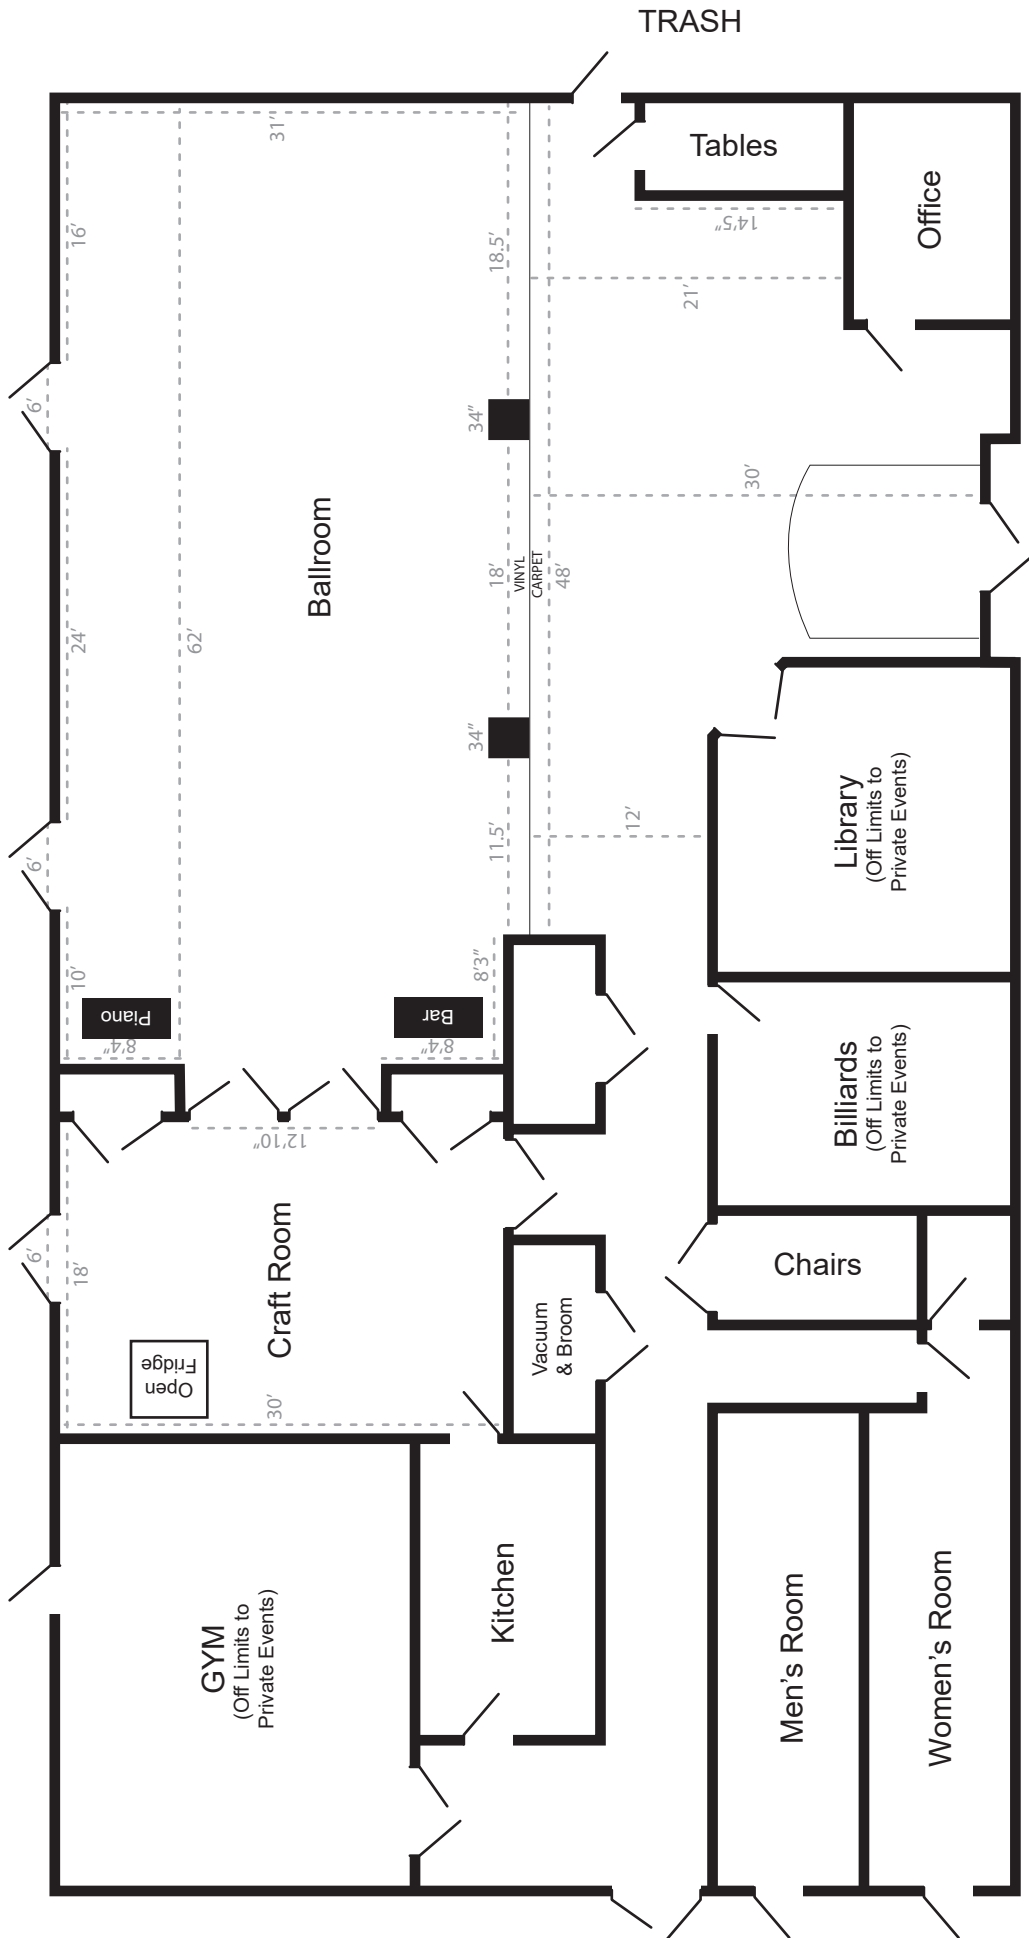 TRASH
31’
Tables
Office
16’
18.5’
14'5"
21’
6’
34”
30’
Ballroom
VINYL
CARPET
18’
48’
24’
62’
34”
12’
11.5’
6’
Library
(Off Limits to
Private Events)
10’
8’3”
Piano
Bar
8'4"
8'4"
12'10"
Billiards
(Off Limits to
Private Events)
6’
18’
Craft Room
Chairs
Vacuum
& Broom
Open
Fridge
30’
GYM
(Off Limits to
Private Events)
Kitchen
Men’s Room
Women’s Room